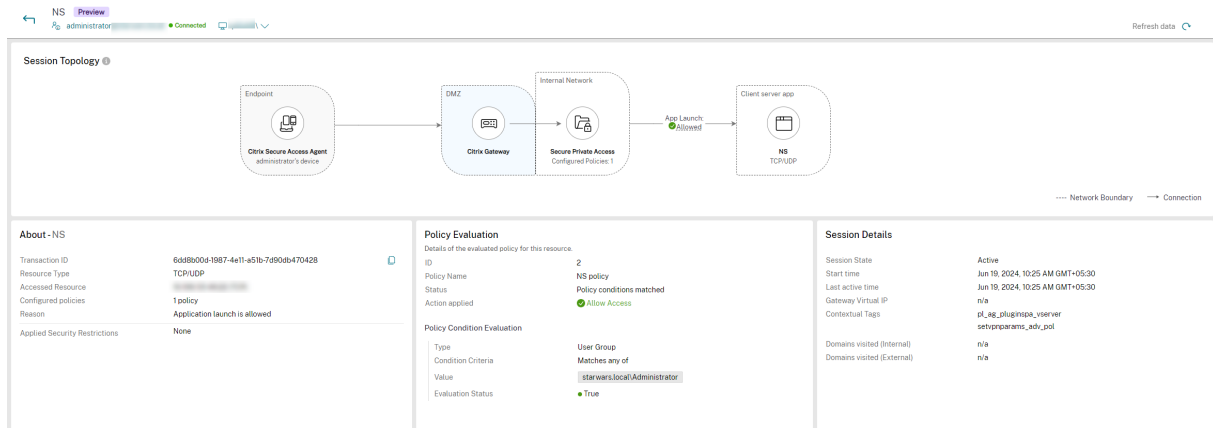 NS Preview
administrator
Connected
Refresh data
Session Topology
Endpoint
Citrix Secure Access Agent
administrator's device
DMZ
Citrix Gateway
Internal Network
Secure Private Access
Configured Policies: 1
App Launch:
Allowed
Client server app
NS
TCP/UDP
Network Boundary
Connection
About - NS
Transaction ID 6dd8b00d-1987-4e11-a51b-7d90db470428
Resource Type TCP/UDP
Accessed Resource
Configured policies 1 policy
Reason Application launch is allowed
Applied Security Restrictions None
Policy Evaluation
Details of the evaluated policy for this resource.
ID 2
Policy Name NS policy
Status Policy conditions matched
Action applied Allow Access
Policy Condition Evaluation
Type User Group
Condition Criteria Matches any of
Value starwars.local\Administrator
Evaluation Status True
Session Details
Session State Active
Start time Jun 19, 2024, 10:25 AM GMT+05:30
Last active time Jun 19, 2024, 10:25 AM GMT+05:30
Gateway Virtual IP n/a
Contextual Tags pl_ag_pluginspa_vserver
setvpnparams_adv_pol
Domains visited (Internal) n/a
Domains visited (External) n/a